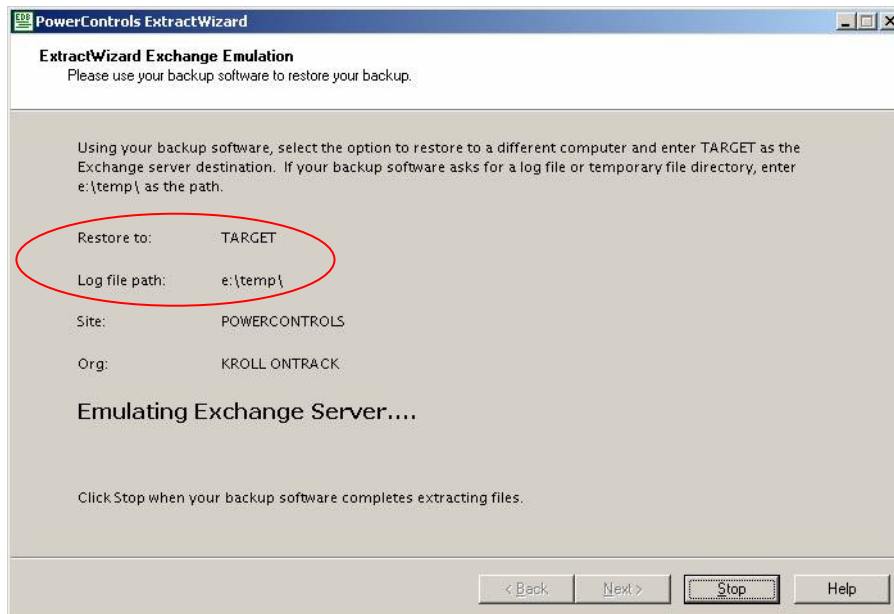 EDB PowerControls ExtractWizard
ExtractWizard Exchange Emulation
Please use your backup software to restore your backup.
Using your backup software, select the option to restore to a different computer and enter TARGET as the
Exchange server destination. If your backup software asks for a log file or temporary file directory, enter
e:\temp\ as the path.
Restore to: TARGET
Log file path: e:\temp\
Site: POWERCONTROLS
Org: KROLL ONTRACK
Emulating Exchange Server....
Click Stop when your backup software completes extracting files.
< Back Next > Stop Help